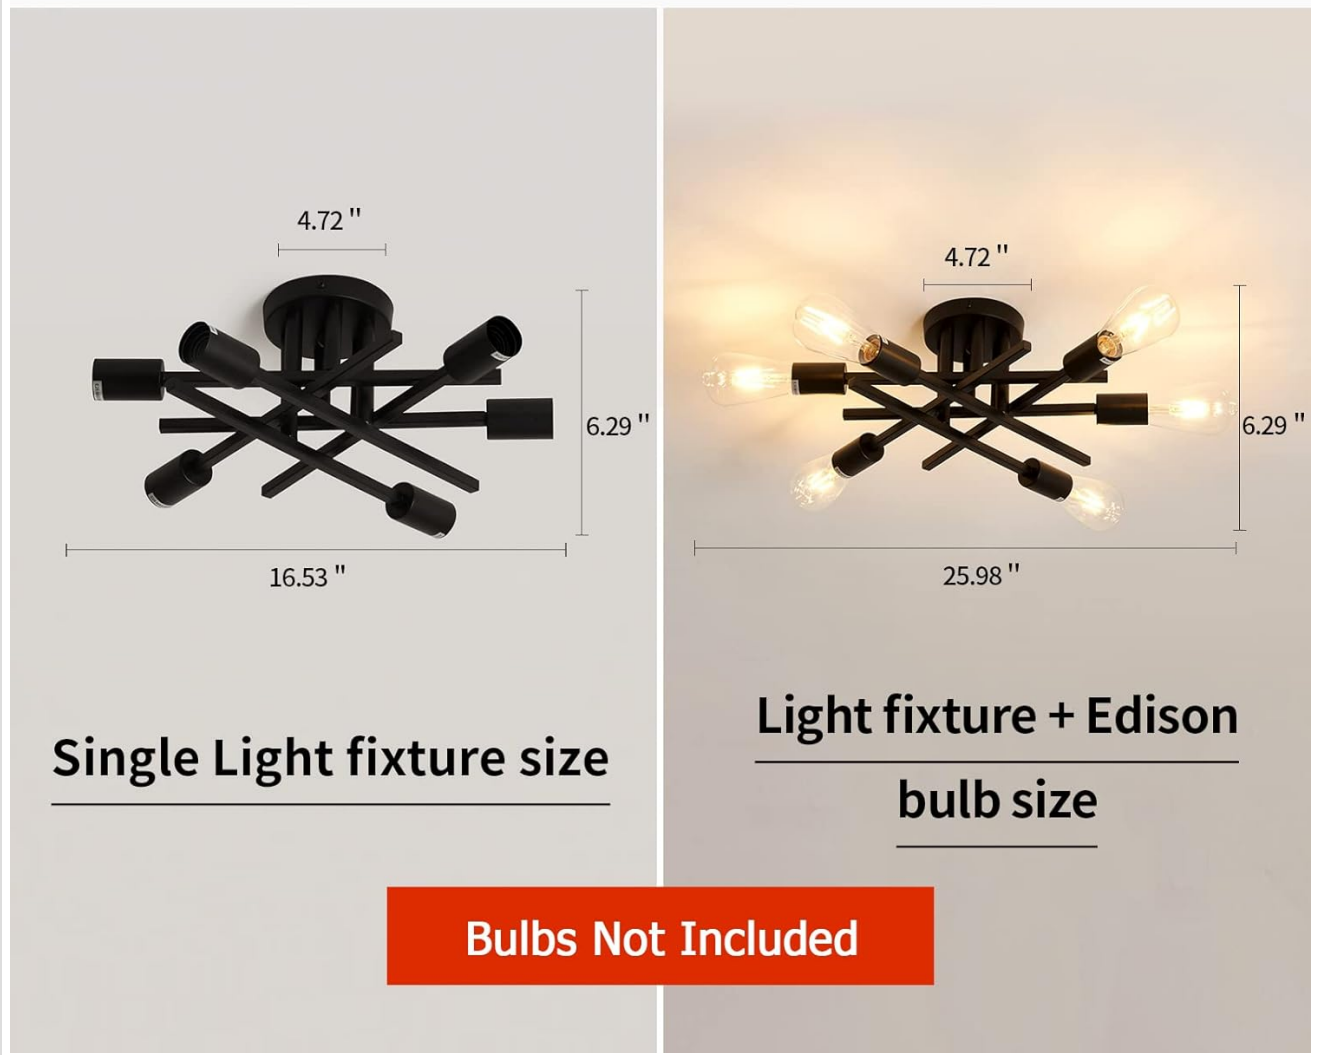 4.72 "
6.29 "
16.53 "
Single Light fixture size
4.72 "
6.29 "
25.98 "
Light fixture + Edison
bulb size
Bulbs Not Included